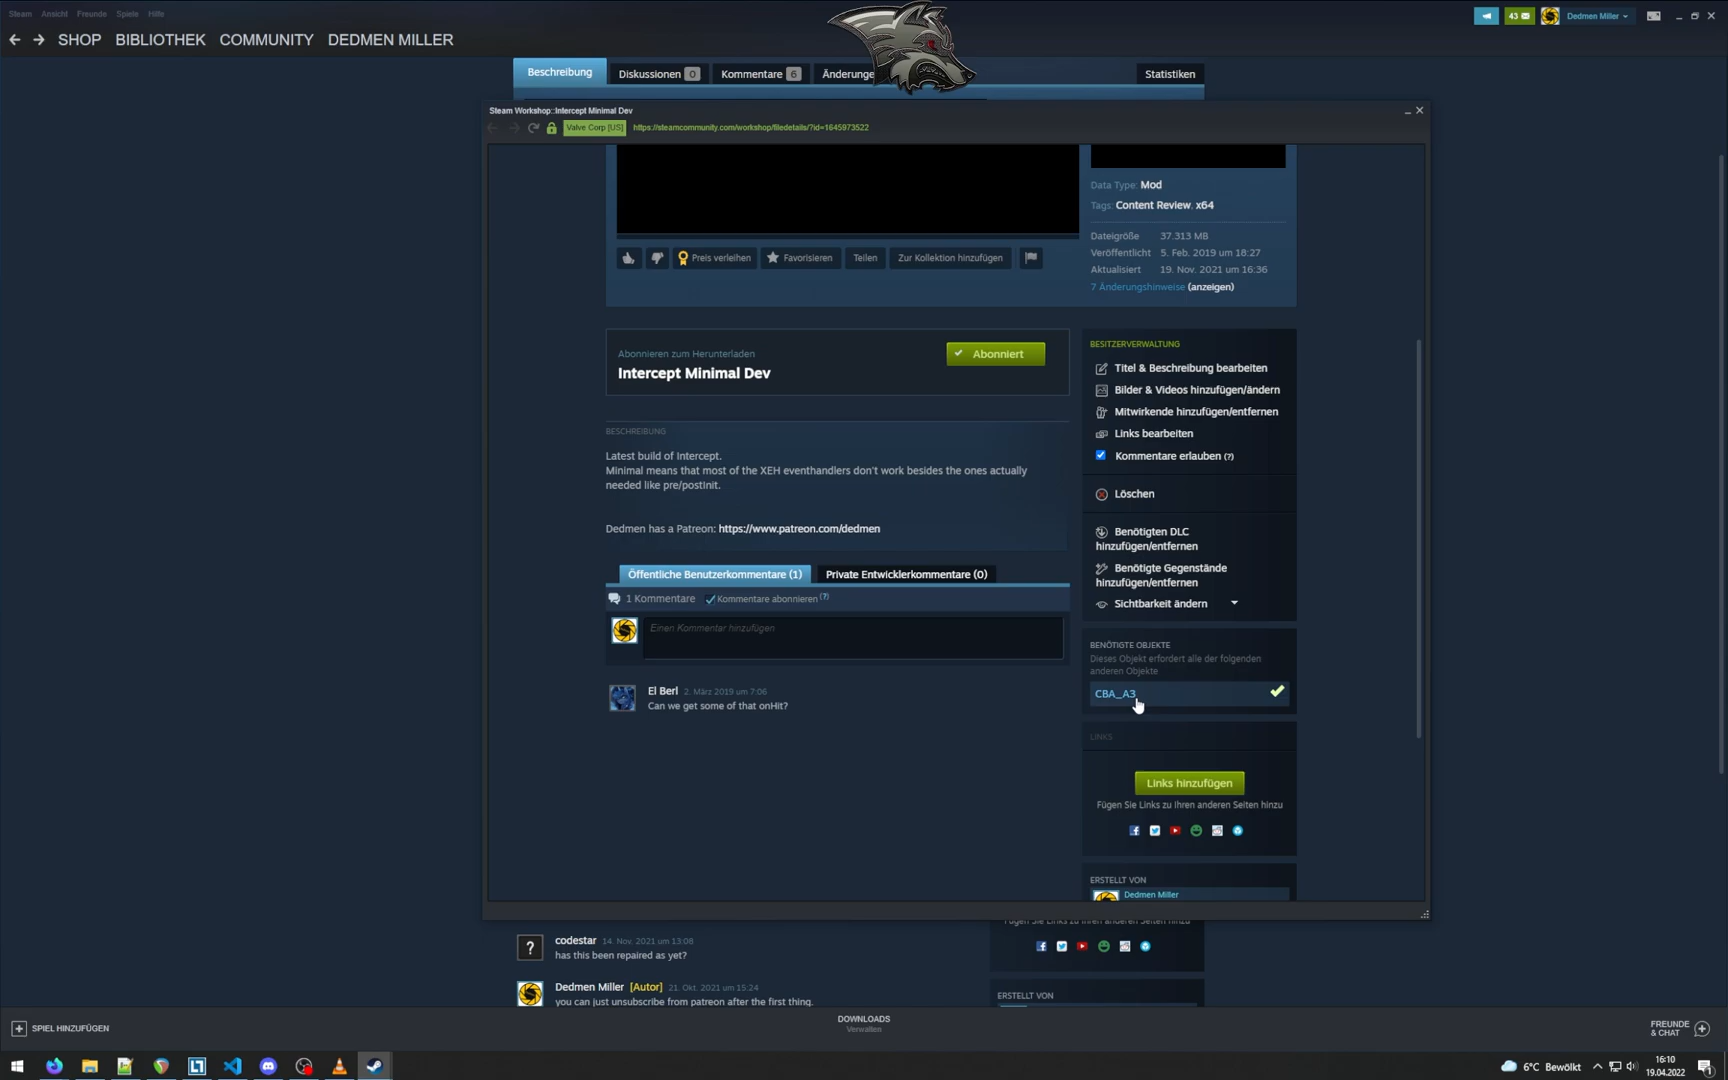 Steam Ansicht Freunde Spiele Hilfe
43
Dedmen Miller
SHOP BIBLIOTHEK COMMUNITY DEDMEN MILLER
Beschreibung Diskussionen 0 Kommentare 6 Änderunge Statistiken
Steam Workshop::Intercept Minimal Dev
Valve Corp [US] https://steamcommunity.com/workshop/filedetails/?id=1645973522
Data Type: Mod
Tags: Content Review, x64
Dateigröße 37.313 MB
Veröffentlicht 5. Feb. 2019 um 18:27
Aktualisiert 19. Nov. 2021 um 16:36
7 Änderungshinweise (anzeigen)
Preis verleihen Favorisieren Teilen Zur Kollektion hinzufügen
Abonnieren zum Herunterladen
Intercept Minimal Dev
Abonniert
BESCHREIBUNG
Latest build of Intercept.
Minimal means that most of the XEH eventhandlers don't work besides the ones actually
needed like pre/postInit.
Dedmen has a Patreon: https://www.patreon.com/dedmen
Öffentliche Benutzerkommentare (1) Private Entwicklerkommentare (0)
1 Kommentare Kommentare abonnieren (?)
Einen Kommentar hinzufügen
El Berl 2. März 2019 um 7:06
Can we get some of that onHit?
BESITZERVERWALTUNG
Titel & Beschreibung bearbeiten
Bilder & Videos hinzufügen/ändern
Mitwirkende hinzufügen/entfernen
Links bearbeiten
Kommentare erlauben (?)
Löschen
Benötigten DLC
hinzufügen/entfernen
Benötigte Gegenstände
hinzufügen/entfernen
Sichtbarkeit ändern
BENÖTIGTE OBJEKTE
Dieses Objekt erfordert alle der folgenden
anderen Objekte
CBA_A3
LINKS
Links hinzufügen
Fügen Sie Links zu Ihren anderen Seiten hinzu
ERSTELLT VON
Dedmen Miller
Fügen Sie Links zu Ihren anderen Seiten hinzu
codestar 14. Nov. 2021 um 13:08
has this been repaired as yet?
Dedmen Miller [Autor] 21. Okt. 2021 um 15:24
you can just unsubscribe from patreon after the first thing.
ERSTELLT VON
SPIEL HINZUFÜGEN
DOWNLOADS
Verwalten
FREUNDE
& CHAT
6°C Bewölkt
16:10
19.04.2022